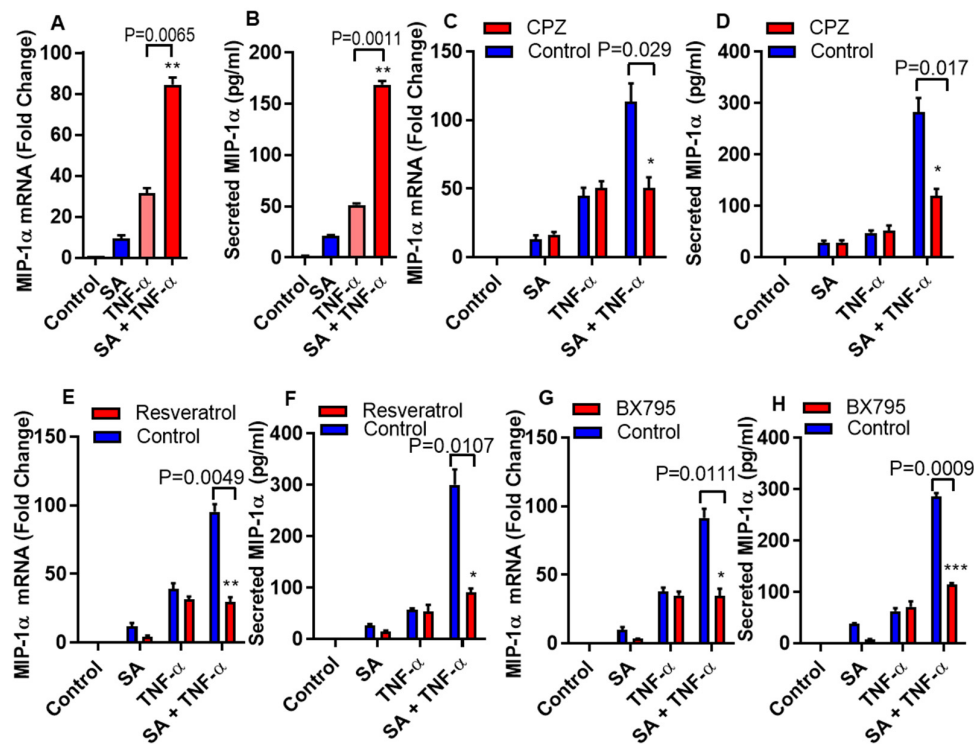 A
P=0.0065
**
MIP-1α mRNA (Fold Change)
100
80
60
40
20
0
Control
SA
TNF-α
SA + TNF-α
B
P=0.0011
**
Secreted MIP-1α (pg/ml)
200
150
100
50
0
Control
SA
TNF-α
SA + TNF-α
C
CPZ
Control
P=0.029
*
MIP-1α mRNA (Fold Change)
150
100
50
0
Control
SA
TNF-α
SA + TNF-α
D
CPZ
Control
P=0.017
*
Secreted MIP-1α (pg/ml)
400
300
200
100
0
Control
SA
TNF-α
SA + TNF-α
E
Resveratrol
Control
P=0.0049
**
MIP-1α mRNA (Fold Change)
150
100
50
0
Control
SA
TNF-α
SA + TNF-α
F
Resveratrol
Control
P=0.0107
*
Secreted MIP-1α (pg/ml)
400
300
200
100
0
Control
SA
TNF-α
SA + TNF-α
G
BX795
Control
P=0.0111
*
MIP-1α mRNA (Fold Change)
150
100
50
0
Control
SA
TNF-α
SA + TNF-α
H
BX795
Control
P=0.0009
***
Secreted MIP-1α (pg/ml)
400
300
200
100
0
Control
SA
TNF-α
SA + TNF-α